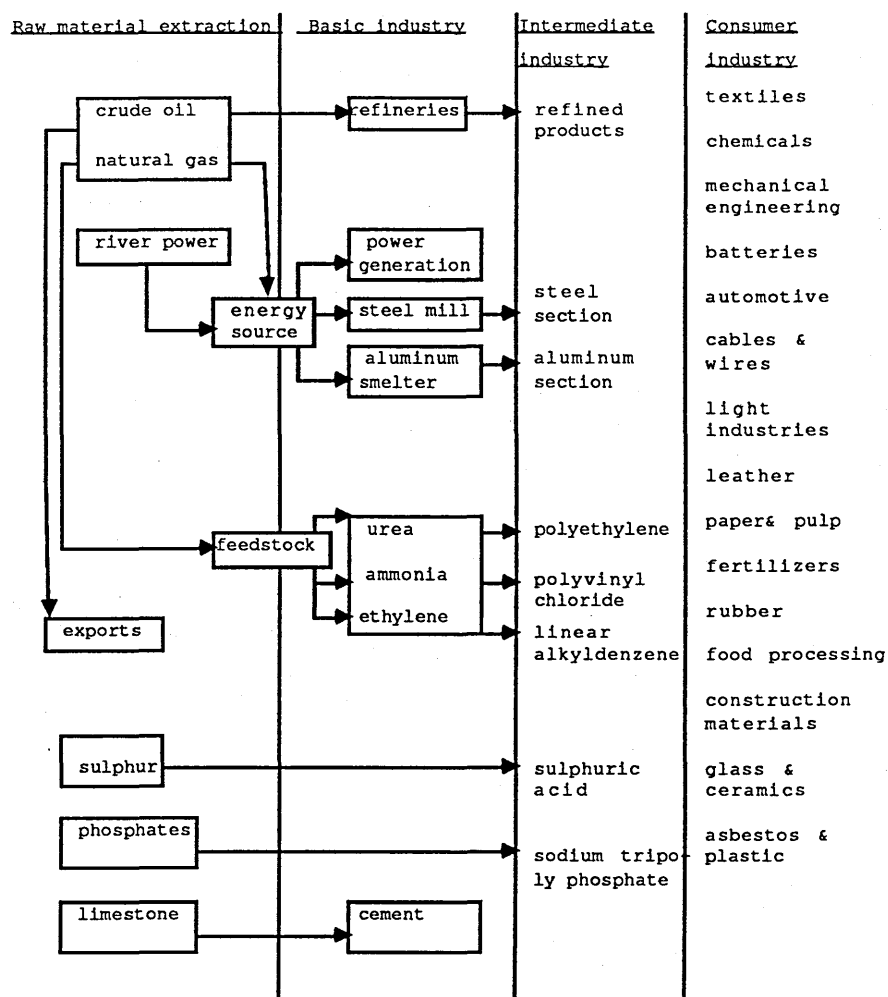 Raw material extraction
Basic industry
Intermediate
industry
Consumer
industry
crude oil
natural gas
refineries
refined
products
river power
power
generation
energy
source
steel mill
steel
section
aluminum
smelter
aluminum
section
feedstock
urea
ammonia
ethylene
polyethylene
polyvinyl
chloride
linear
alkyldenzene
exports
sulphur
sulphuric
acid
phosphates
sodium tripo-
ly phosphate
limestone
cement
textiles
chemicals
mechanical
engineering
batteries
automotive
cables &
wires
light
industries
leather
paper& pulp
fertilizers
rubber
food processing
construction
materials
glass &
ceramics
asbestos &
plastic